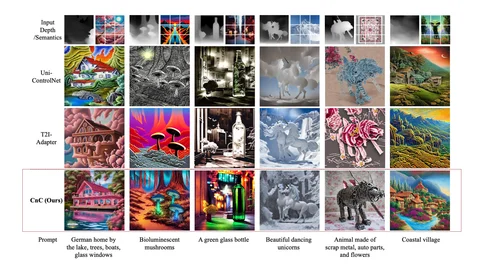 Input
Depth
/Semantics
Uni-
ControlNet
T2I-
Adapter
CnC (Ours)
Prompt
German home by
the lake, trees, boats,
glass windows
Bioluminescent
mushrooms
A green glass bottle
Beautiful dancing
unicorns
Animal made of
scrap metal, auto parts,
and flowers
Coastal village